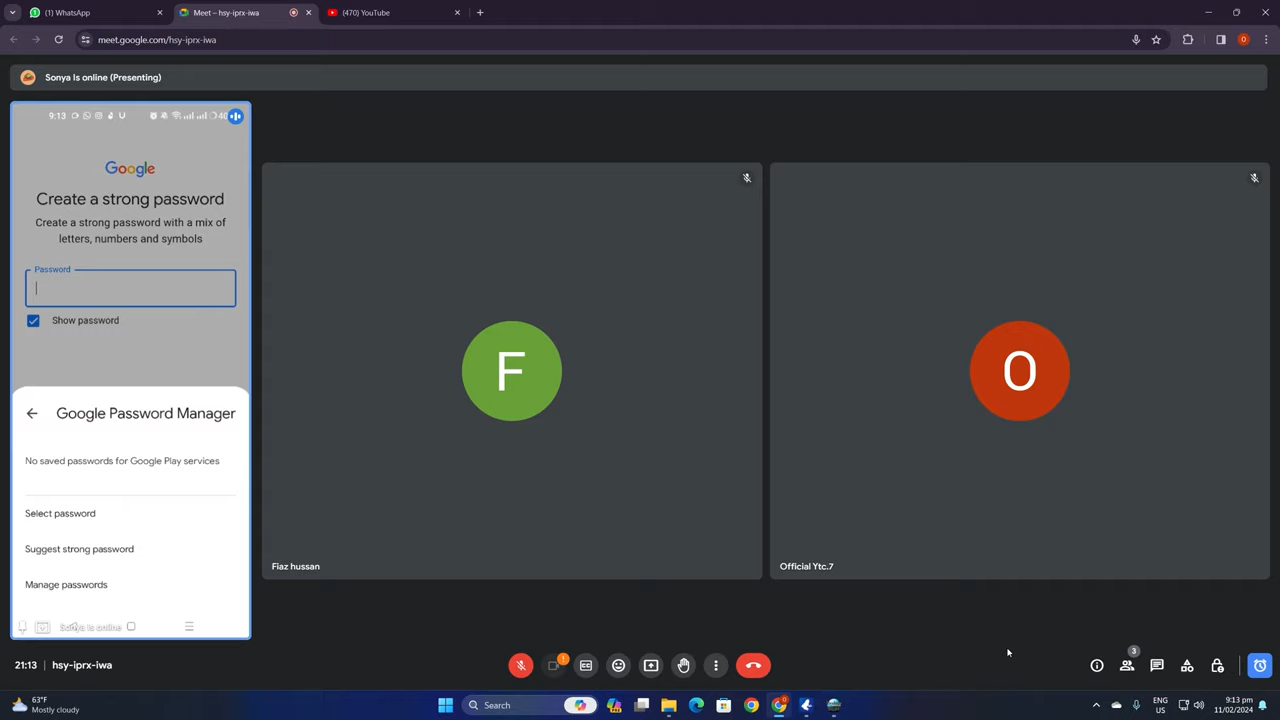 (1) WhatsApp
Meet – hsy-iprx-iwa
(470) YouTube
meet.google.com/hsy-iprx-iwa
Sonya Is online (Presenting)
9:13
40
Google
Create a strong password
Create a strong password with a mix of
letters, numbers and symbols
Password
Show password
Google Password Manager
No saved passwords for Google Play services
Select password
Suggest strong password
Manage passwords
Sonya Is online
F
Fiaz hussan
O
Official Ytc.7
21:13 | hsy-iprx-iwa
3
63°F
Mostly cloudy
Search
ENG
US
9:13 pm
11/02/2024